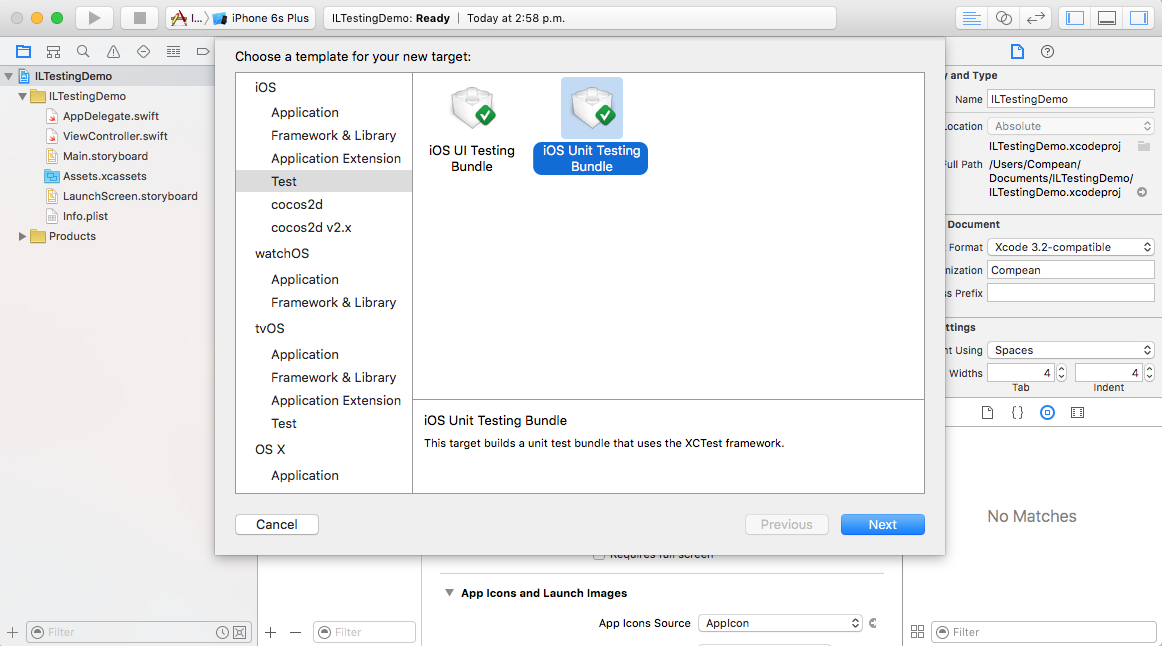 I...
iPhone 6s Plus
ILTestingDemo: Ready
Today at 2:58 p.m.
ILTestingDemo
ILTestingDemo
AppDelegate.swift
ViewController.swift
Main.storyboard
Assets.xcassets
LaunchScreen.storyboard
Info.plist
Products
Filter
Choose a template for your new target:
iOS
Application
Framework & Library
Application Extension
Test
cocos2d
cocos2d v2.x
watchOS
Application
Framework & Library
tvOS
Application
Framework & Library
Application Extension
Test
OS X
Application
iOS UI Testing
Bundle
iOS Unit Testing
Bundle
iOS Unit Testing Bundle
This target builds a unit test bundle that uses the XCTest framework.
Cancel
Previous
Next
Requires full screen
App Icons and Launch Images
App Icons Source
AppIcon
Filter
y and Type
Name
ILTestingDemo
ocation
Absolute
ILTestingDemo.xcodeproj
ull Path
/Users/Compean/
Documents/ILTestingDemo/
ILTestingDemo.xcodeproj
Document
Format
Xcode 3.2-compatible
nization
Compean
s Prefix
ttings
nt Using
Spaces
Widths
4
4
Tab
Indent
No Matches
Filter